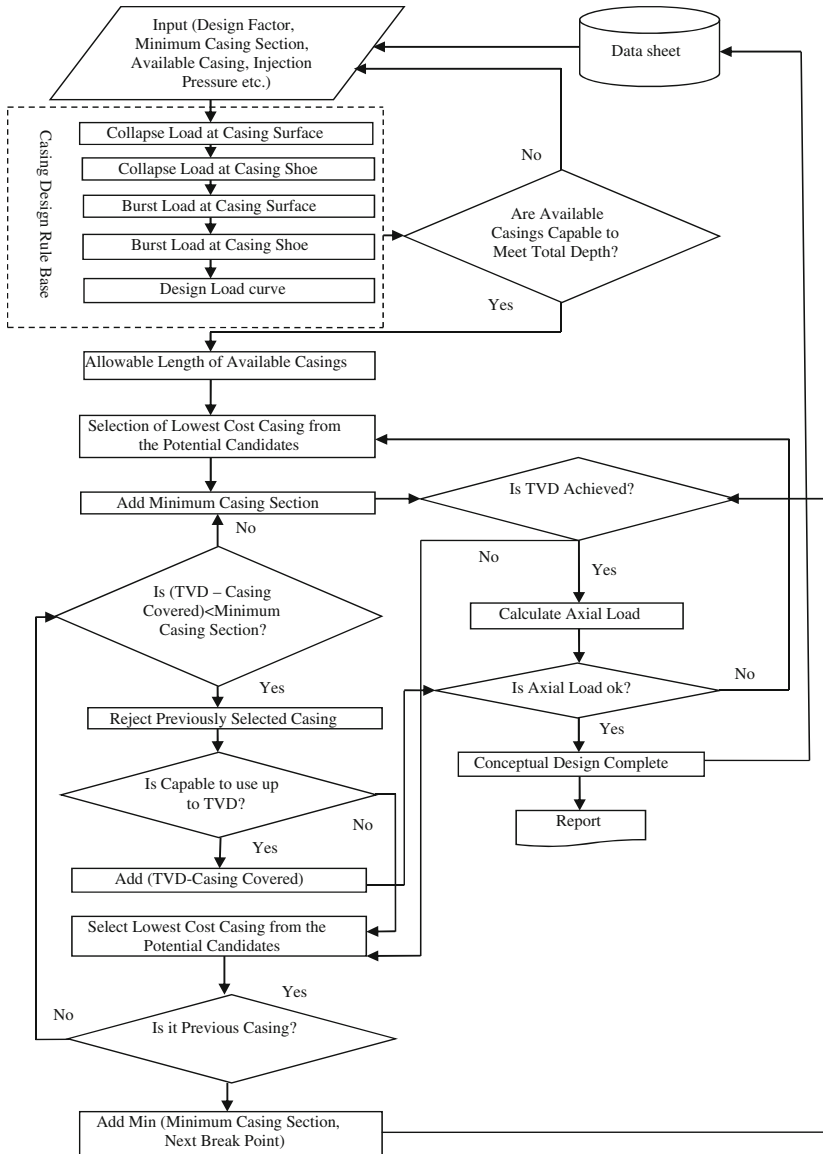 Input (Design Factor,
Minimum Casing Section,
Available Casing, Injection
Pressure etc.)
Data sheet
Casing Design Rule Base
Collapse Load at Casing Surface
Collapse Load at Casing Shoe
Burst Load at Casing Surface
Burst Load at Casing Shoe
Design Load curve
No
Are Available
Casings Capable to
Meet Total Depth?
Yes
Allowable Length of Available Casings
Selection of Lowest Cost Casing from
the Potential Candidates
Add Minimum Casing Section
Is TVD Achieved?
No
No
Yes
Is (TVD – Casing
Covered)<Minimum
Casing Section?
Calculate Axial Load
Yes
Is Axial Load ok?
No
Reject Previously Selected Casing
Yes
Is Capable to use up
to TVD?
Conceptual Design Complete
No
Report
Yes
Add (TVD-Casing Covered)
Select Lowest Cost Casing from the
Potential Candidates
Yes
No
Is it Previous Casing?
Add Min (Minimum Casing Section,
Next Break Point)